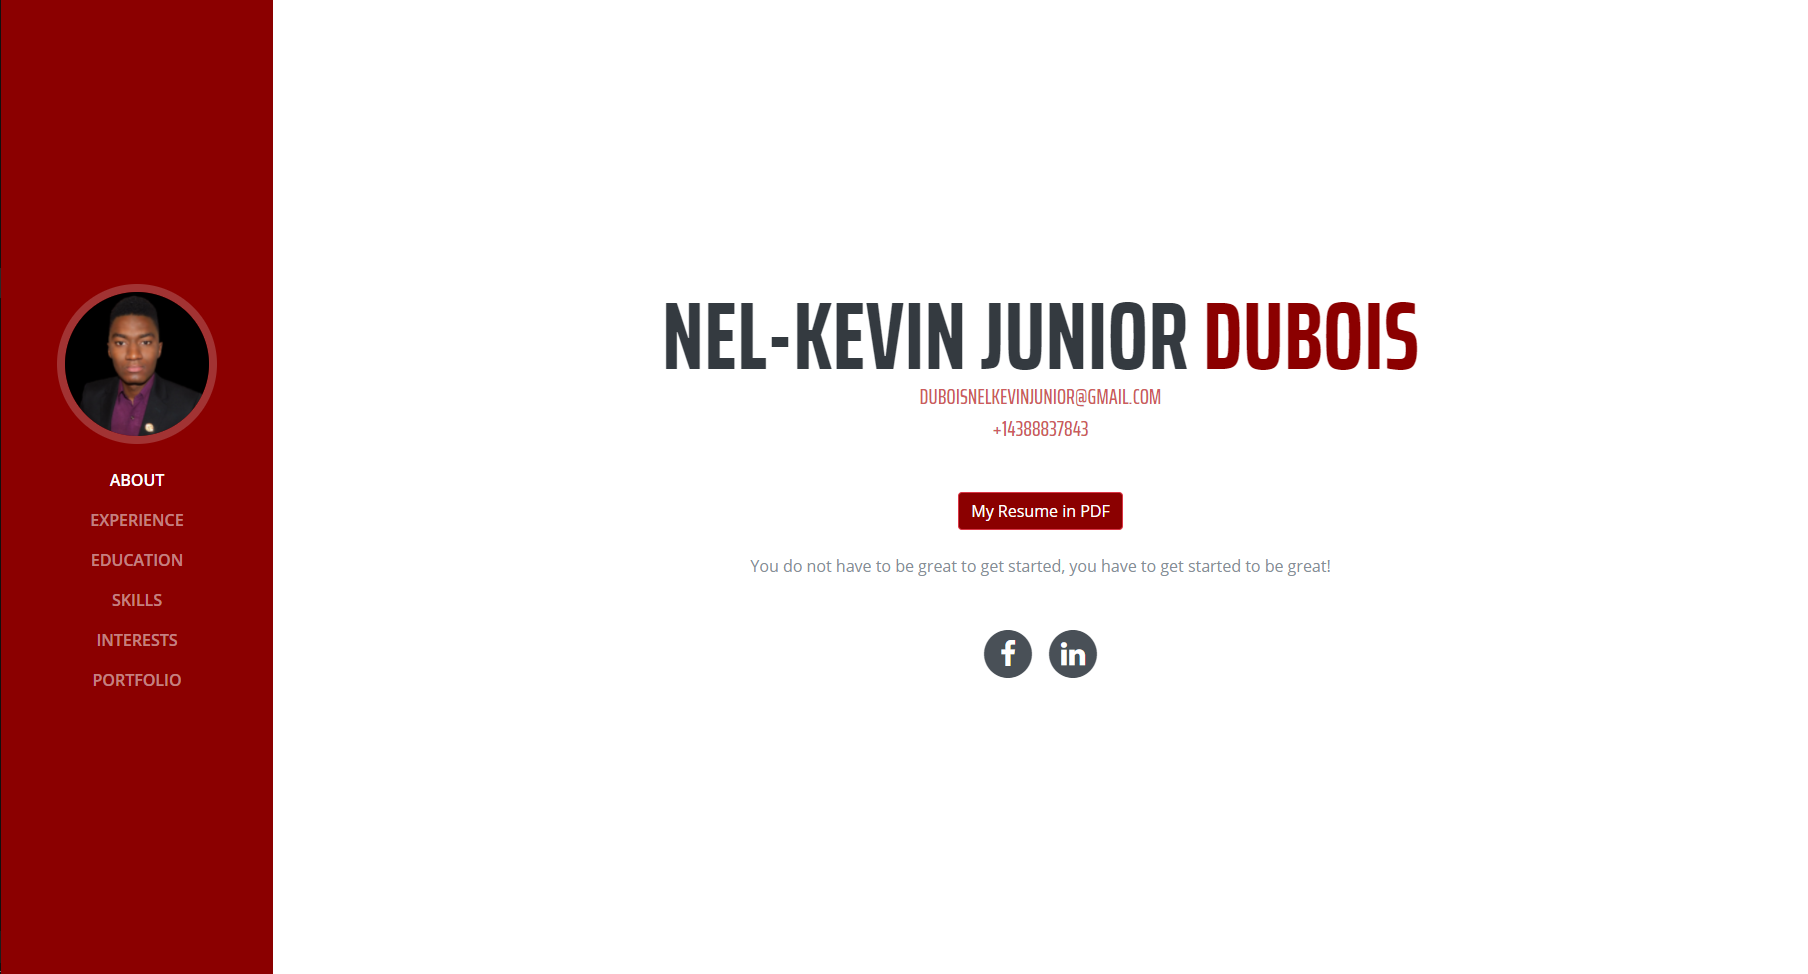 ABOUT
EXPERIENCE
EDUCATION
SKILLS
INTERESTS
PORTFOLIO
NEL-KEVIN JUNIOR DUBOIS
DUBOISNELKEVINJUNIOR@GMAIL.COM
+14388837843
My Resume in PDF
You do not have to be great to get started, you have to get started to be great!
f in